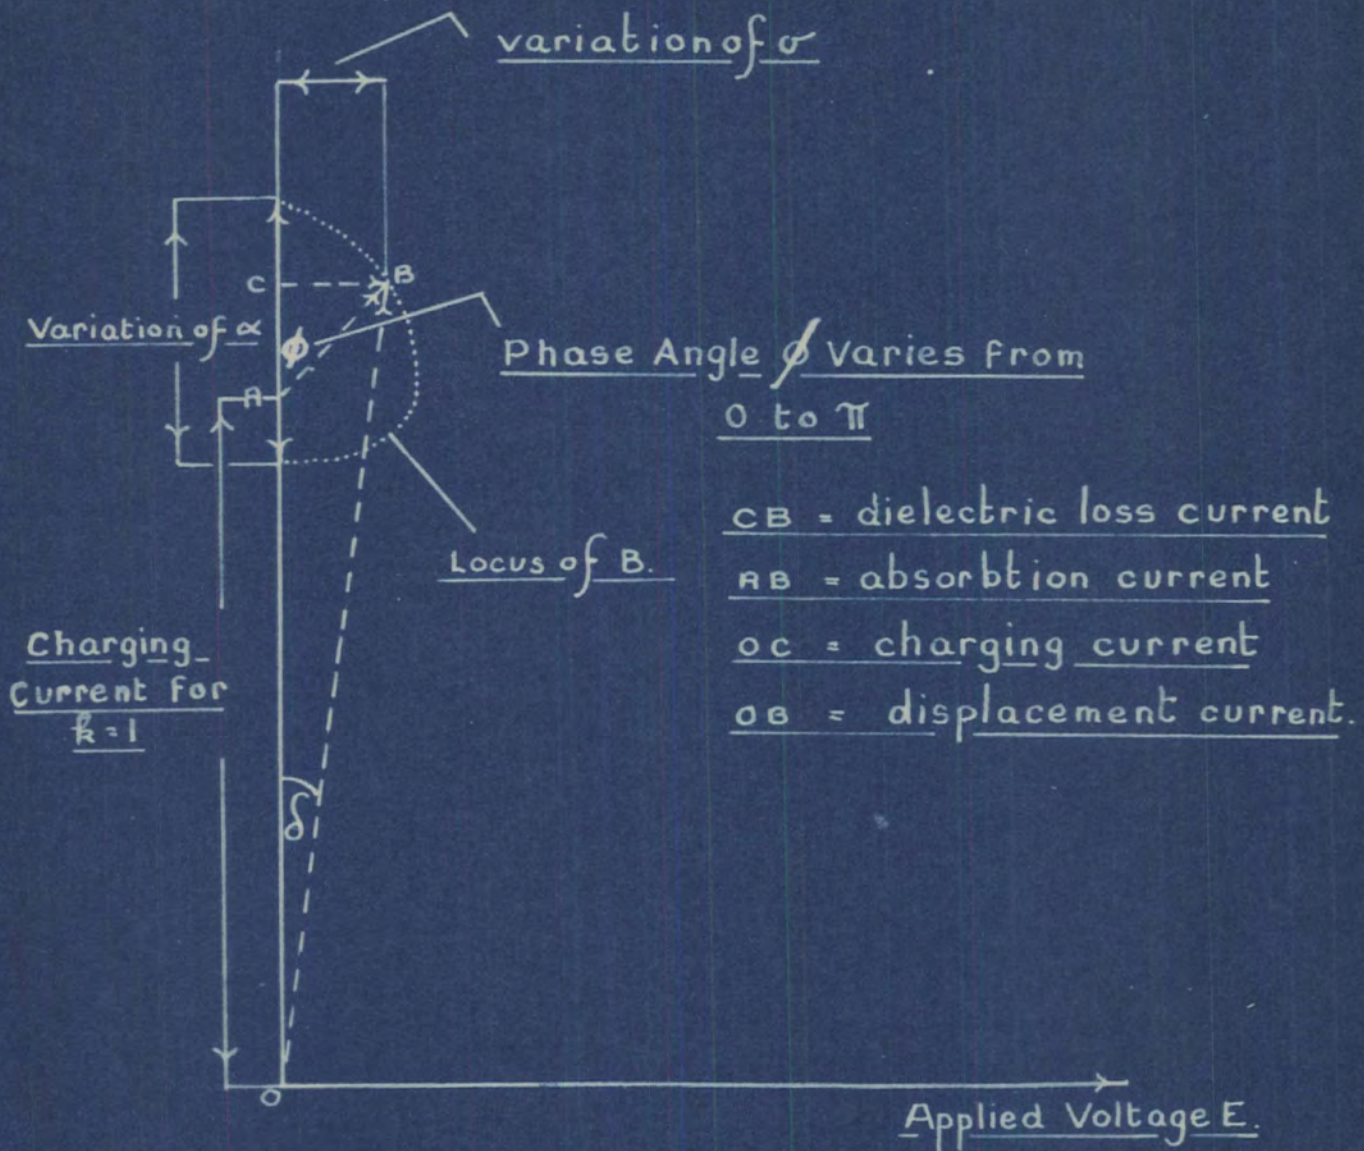 variation of σ
C
B
Variation of ∝
ϕ
Phase Angle ϕ Varies from
0 to π
A
CB = dielectric loss current
Locus of B.
AB = absorbtion current
Charging
Current for
k=1
OC = charging current
OB = displacement current.
δ
O
Applied Voltage E.